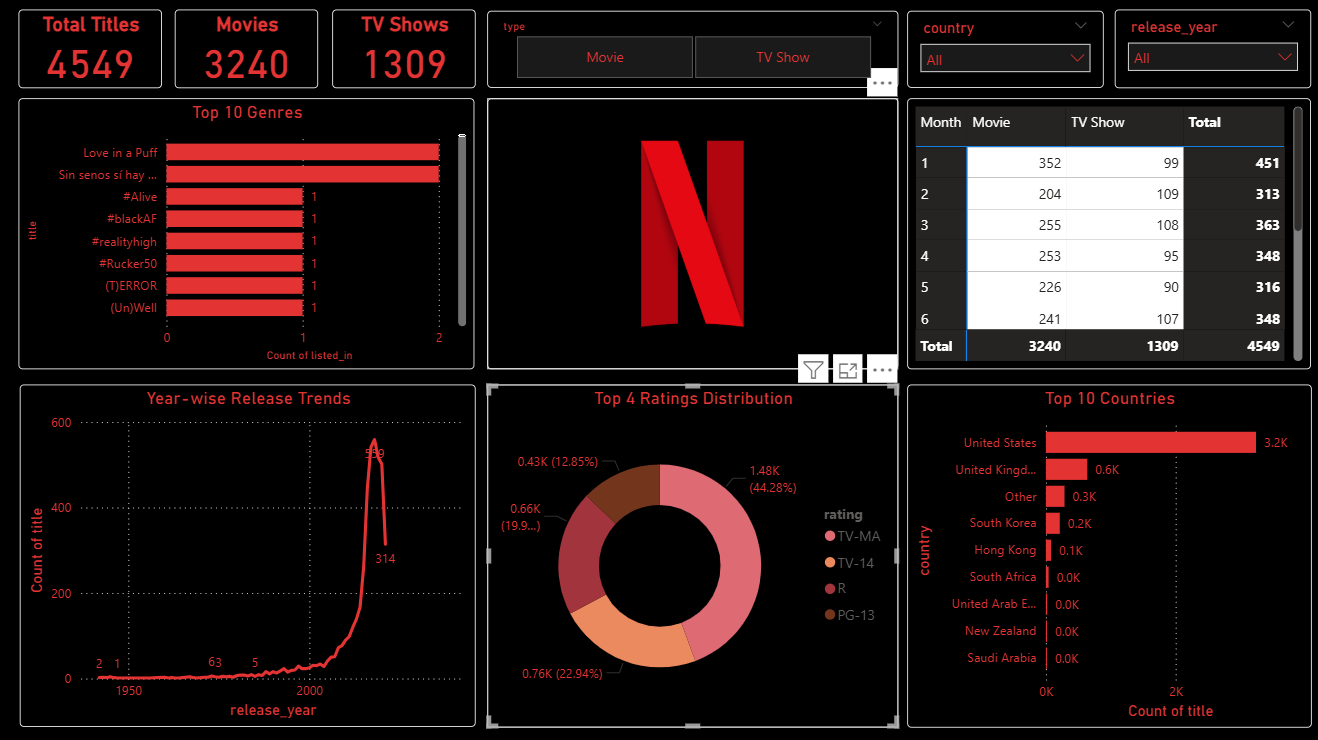 Total Titles
4549
Movies
3240
TV Shows
1309
type
Movie
TV Show
country
All
release_year
All
Top 10 Genres
title
Love in a Puff
Sin senos sí hay ...
#Alive
1
#blackAF
1
#realityhigh
1
#Rucker50
1
(T)ERROR
1
(Un)Well
1
0
1
2
Count of listed_in
Month Movie TV Show Total
1 352 99 451
2 204 109 313
3 255 108 363
4 253 95 348
5 226 90 316
6 241 107 348
Total 3240 1309 4549
Year-wise Release Trends
Count of title
600
400
200
0
2
1
63
5
559
314
1950
2000
release_year
Top 4 Ratings Distribution
0.43K (12.85%)
1.48K
(44.28%)
0.66K
(19.9...)
0.76K (22.94%)
rating
TV-MA
TV-14
R
PG-13
Top 10 Countries
country
United States 3.2K
United Kingd... 0.6K
Other 0.3K
South Korea 0.2K
Hong Kong 0.1K
South Africa 0.0K
United Arab E... 0.0K
New Zealand 0.0K
Saudi Arabia 0.0K
0K
2K
Count of title